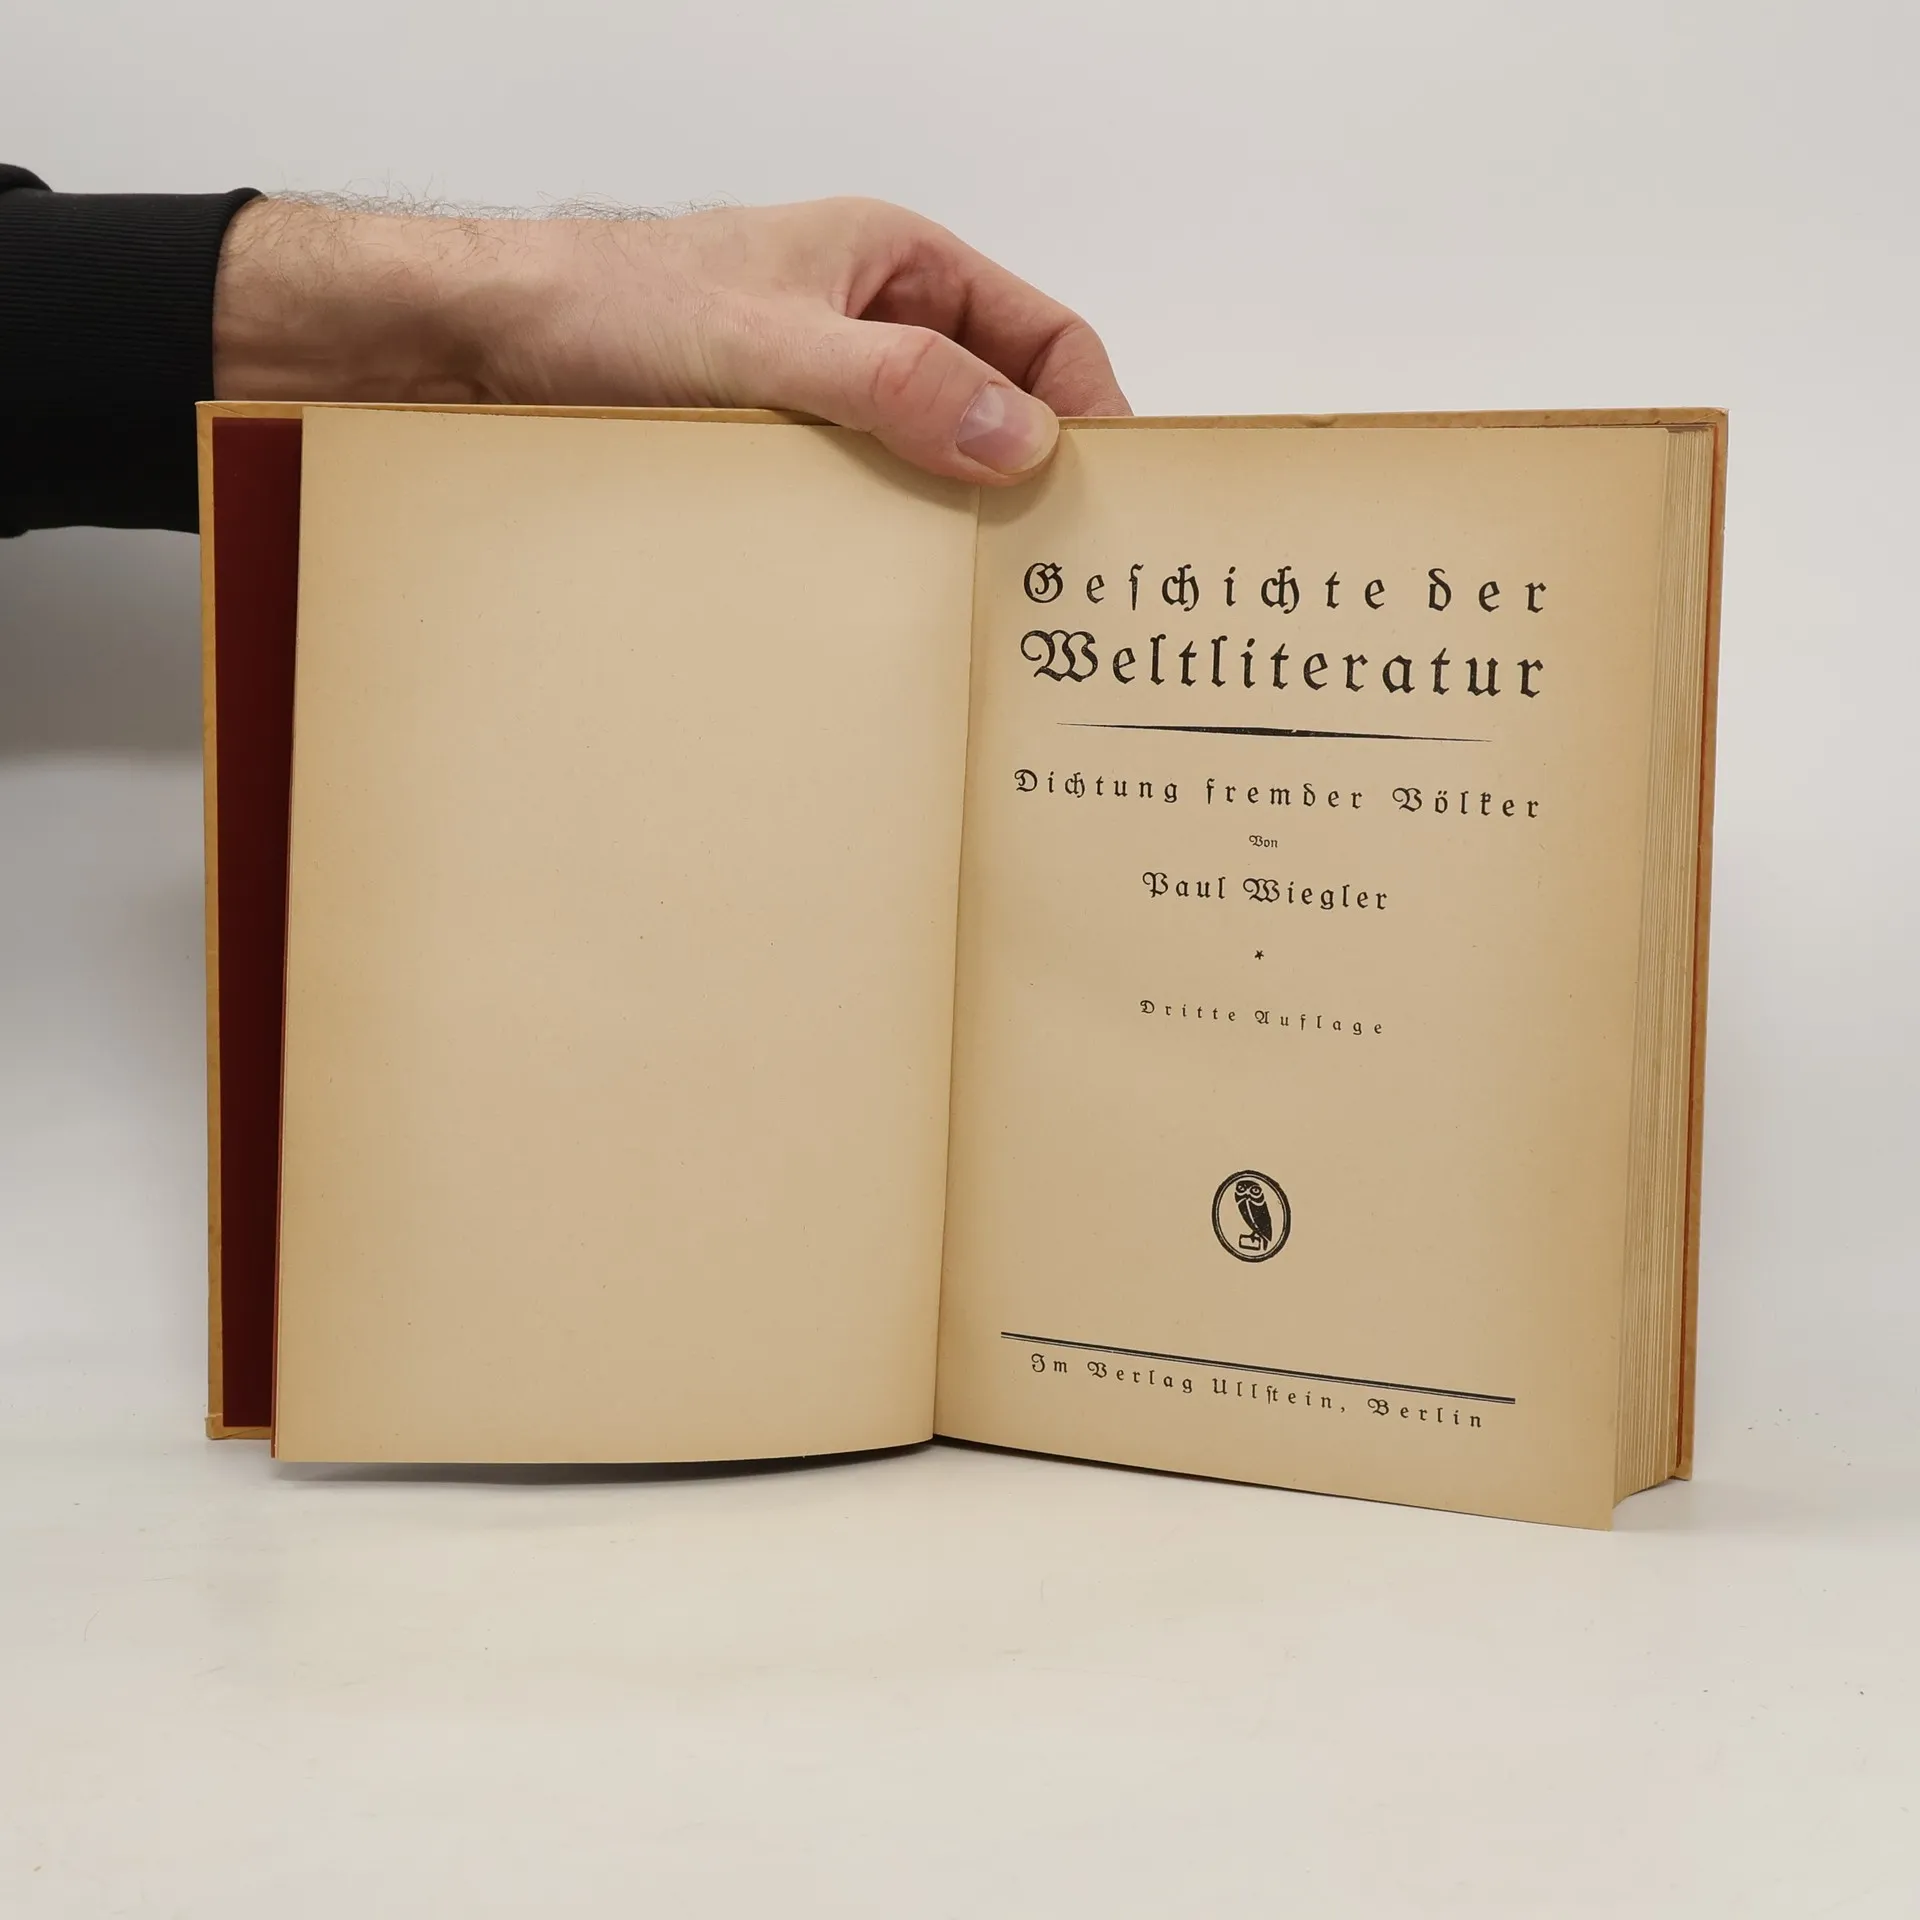 Geſchichte der
Weltliteratur
Dichtung fremder Völker
Von
Paul Wiegler
*
Dritte Auflage
Im Verlag Ullſtein, Berlin